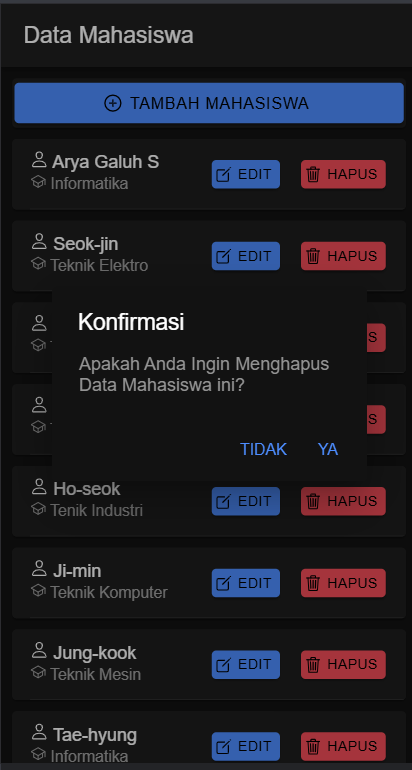 Data Mahasiswa
TAMBAH MAHASISWA
Arya Galuh S
Informatika
EDIT
HAPUS
Seok-jin
Teknik Elektro
EDIT
HAPUS
Konfirmasi
Apakah Anda Ingin Menghapus
Data Mahasiswa ini?
TIDAK
YA
Ho-seok
Tenik Industri
EDIT
HAPUS
Ji-min
Teknik Komputer
EDIT
HAPUS
Jung-kook
Teknik Mesin
EDIT
HAPUS
Tae-hyung
Informatika
EDIT
HAPUS